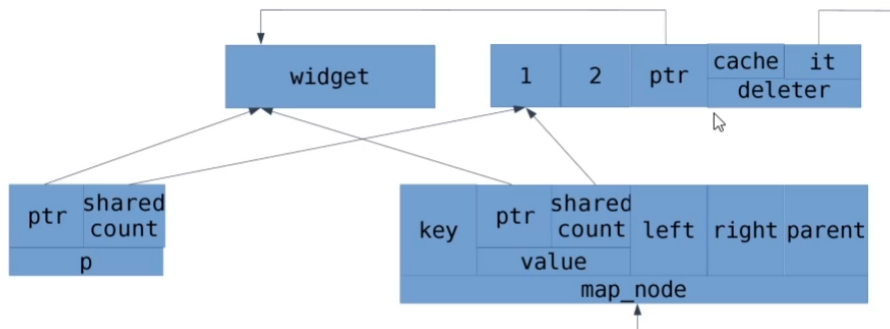 widget
1
2
ptr
cache
it
deleter
ptr
shared
count
p
key
ptr
shared
count
left
right
parent
value
map_node